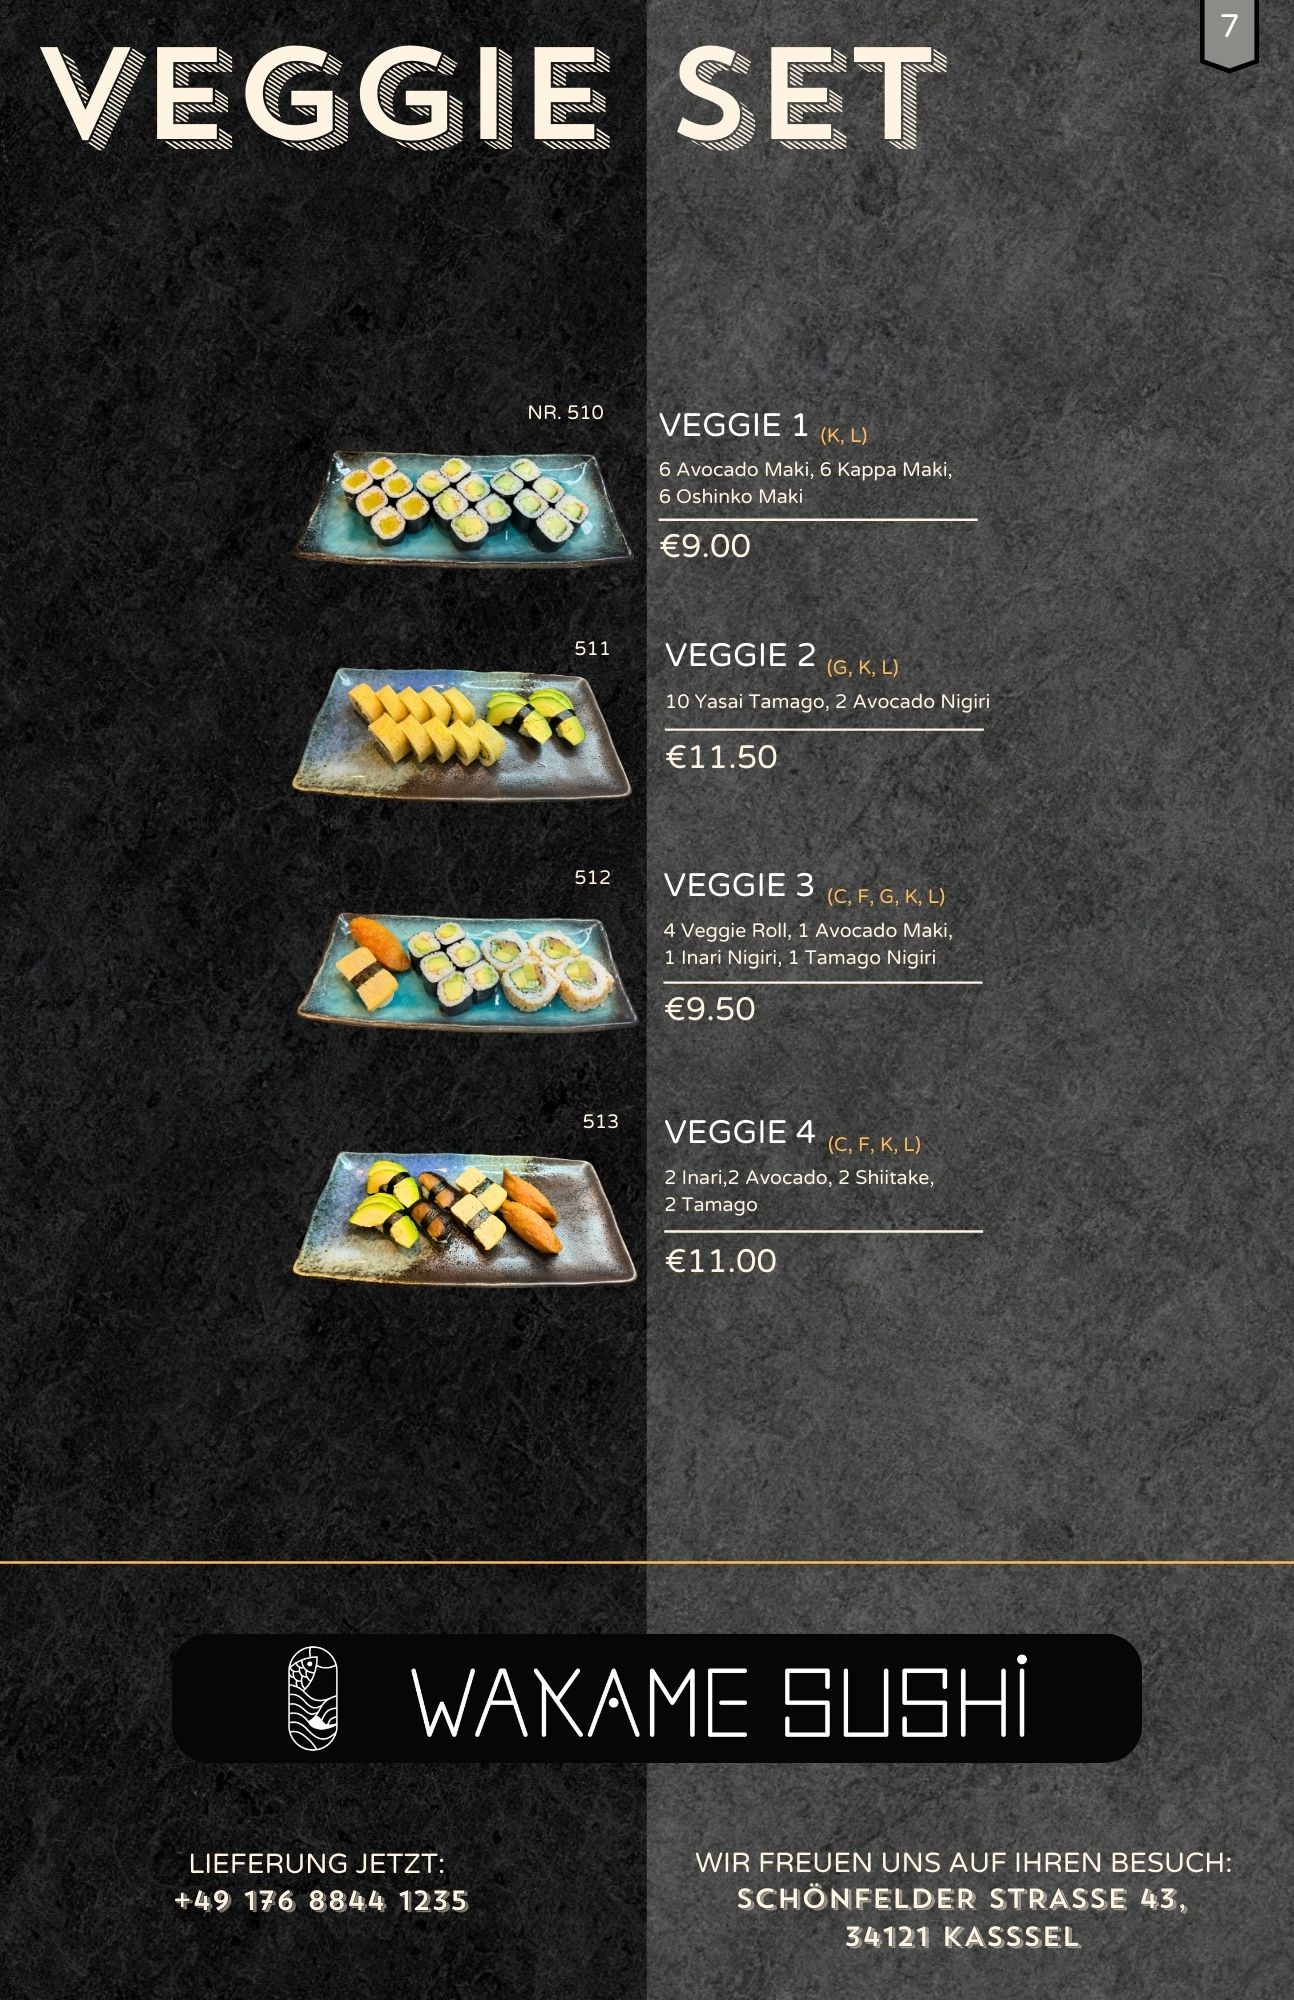 7
VEGGIE SET
NR. 510
VEGGIE 1 (K, L)
6 Avocado Maki, 6 Kappa Maki,
6 Oshinko Maki
€9.00
511
VEGGIE 2 (G, K, L)
10 Yasai Tamago, 2 Avocado Nigiri
€11.50
512
VEGGIE 3 (C, F, G, K, L)
4 Veggie Roll, 1 Avocado Maki,
1 Inari Nigiri, 1 Tamago Nigiri
€9.50
513
VEGGIE 4 (C, F, K, L)
2 Inari,2 Avocado, 2 Shiitake,
2 Tamago
€11.00
WAKAME SUSHi
LIEFERUNG JETZT:
+49 176 8844 1235
WIR FREUEN UNS AUF IHREN BESUCH:
SCHÖNFELDER STRASSE 43,
34121 KASSSEL